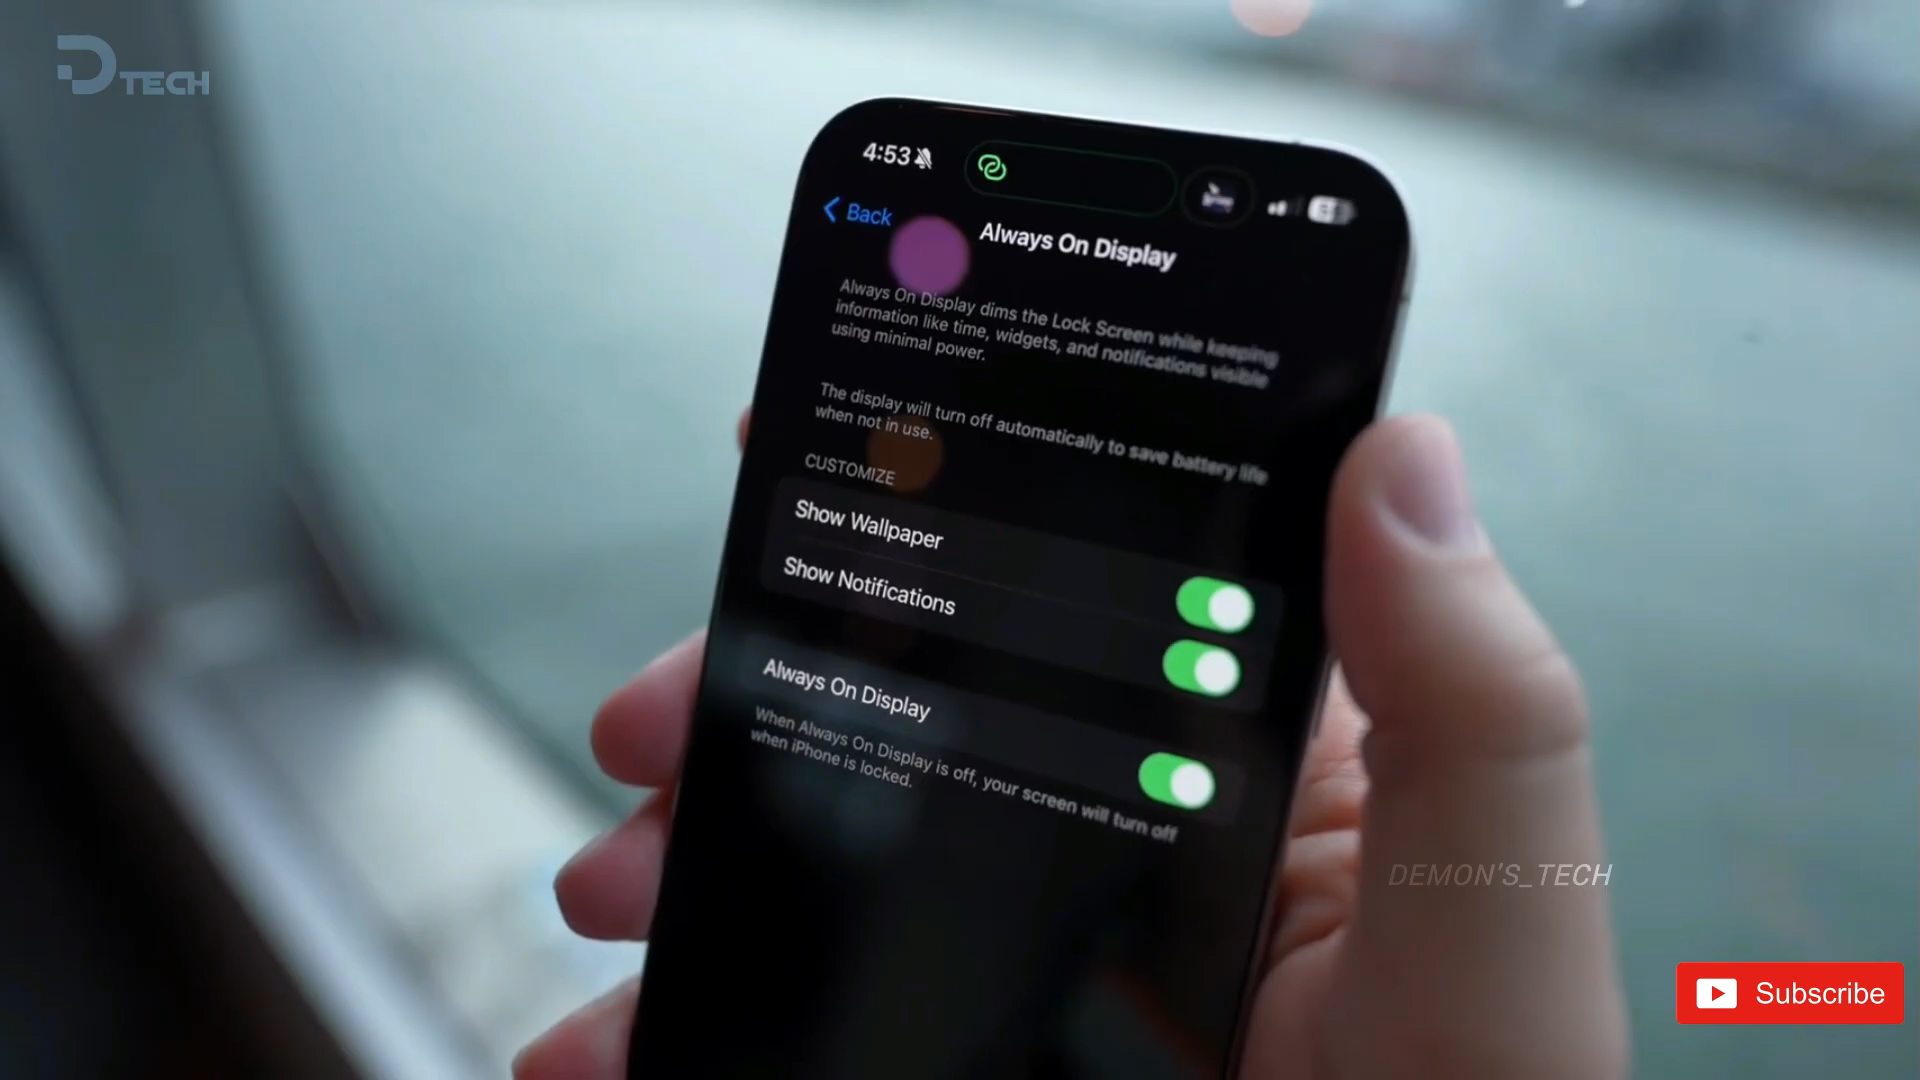 D TECH
4:53
Back
Always On Display
Always On Display dims the Lock Screen while keeping
information like time, widgets, and notifications visible
using minimal power.
The display will turn off automatically to save battery life
when not in use.
CUSTOMIZE
Show Wallpaper
Show Notifications
Always On Display
When Always On Display is off, your screen will turn off
when iPhone is locked.
DEMON'S_TECH
Subscribe